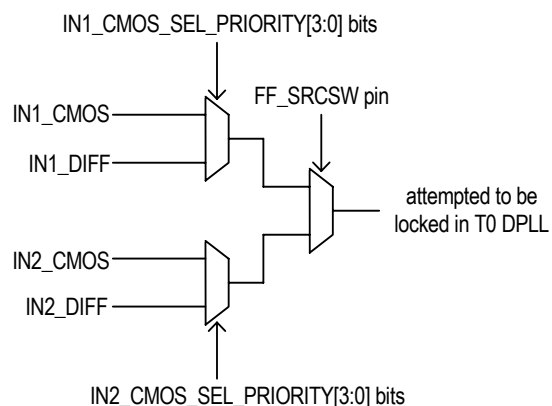 IN1_CMOS_SEL_PRIORITY[3:0] bits
FF_SRCSW pin
IN1_CMOS
IN1_DIFF
attempted to be
locked in T0 DPLL
IN2_CMOS
IN2_DIFF
IN2_CMOS_SEL_PRIORITY[3:0] bits